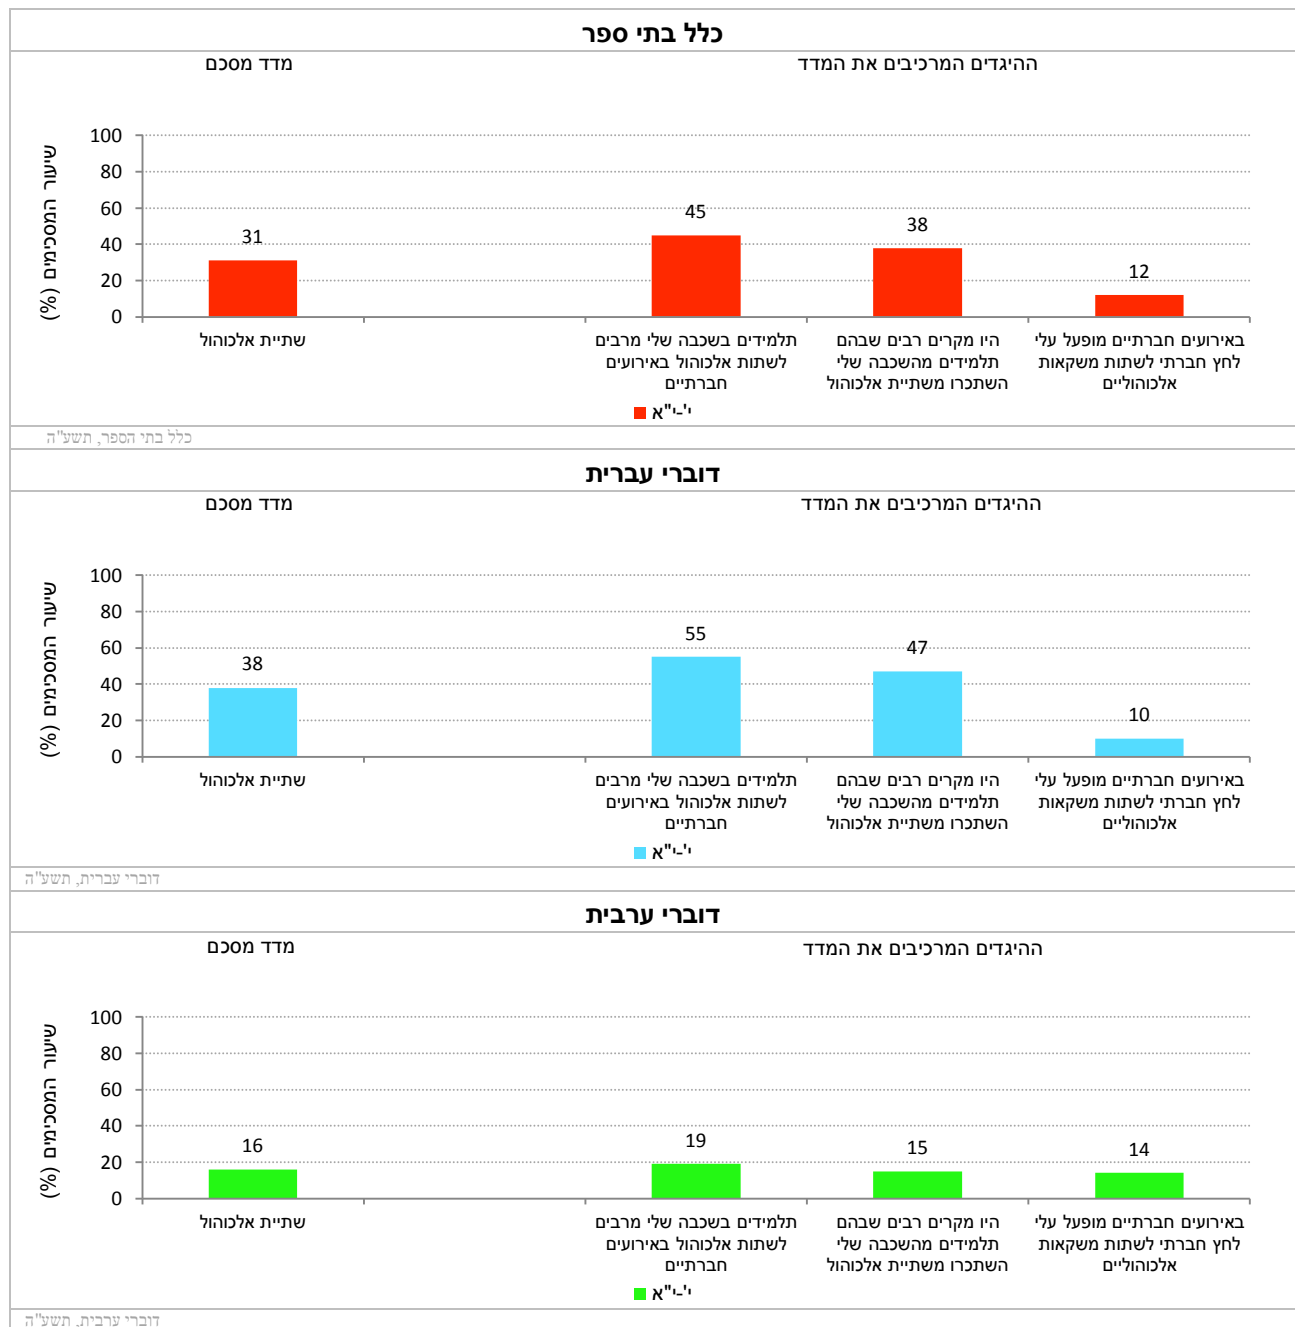 כלל בתי ספר
ההיגדים המרכיבים את המדד
מדד מסכם
שיעור המסכימים (%)
100
80
60
40
20
0
31
45
38
12
שתיית אלכוהול
תלמידים בשכבה שלי מרבים
לשתות אלכוהול באירועים
חברתיים
היו מקרים רבים שבהם
תלמידים מהשכבה שלי
השתכרו משתיית אלכוהול
באירועים חברתיים מופעל עלי
לחץ חברתי לשתות משקאות
אלכוהוליים
י'-י"א
כלל בתי הספר, תשע"ה
דוברי עברית
ההיגדים המרכיבים את המדד
מדד מסכם
שיעור המסכימים (%)
100
80
60
40
20
0
38
55
47
10
שתיית אלכוהול
תלמידים בשכבה שלי מרבים
לשתות אלכוהול באירועים
חברתיים
היו מקרים רבים שבהם
תלמידים מהשכבה שלי
השתכרו משתיית אלכוהול
באירועים חברתיים מופעל עלי
לחץ חברתי לשתות משקאות
אלכוהוליים
י'-י"א
דוברי עברית, תשע"ה
דוברי ערבית
ההיגדים המרכיבים את המדד
מדד מסכם
שיעור המסכימים (%)
100
80
60
40
20
0
16
19
15
14
שתיית אלכוהול
תלמידים בשכבה שלי מרבים
לשתות אלכוהול באירועים
חברתיים
היו מקרים רבים שבהם
תלמידים מהשכבה שלי
השתכרו משתיית אלכוהול
באירועים חברתיים מופעל עלי
לחץ חברתי לשתות משקאות
אלכוהוליים
י'-י"א
דוברי ערבית, תשע"ה